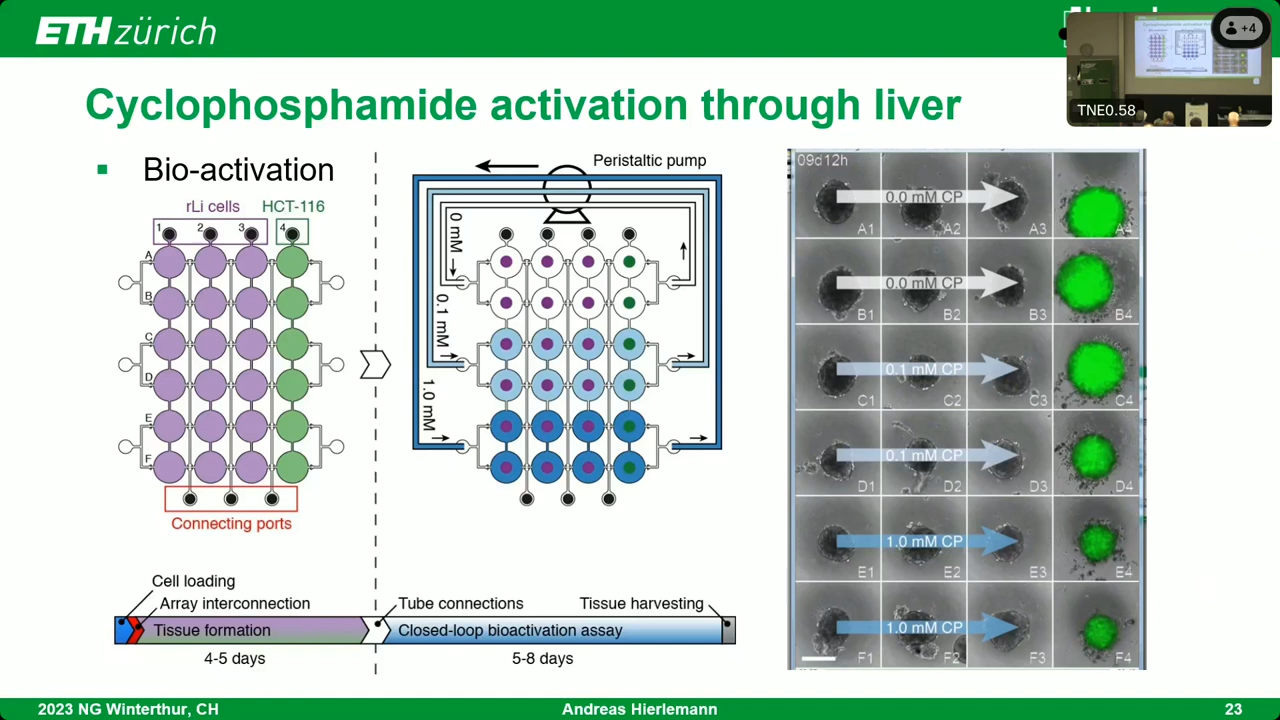 ETH zürich
+4
TNE0.58
Cyclophosphamide activation through liver
Bio-activation
rLi cells
HCT-116
1
2
3
4
A
B
C
D
E
F
Connecting ports
Peristaltic pump
0 mM
0.1 mM
1.0 mM
Cell loading
Array interconnection
Tissue formation
4-5 days
Tube connections
Tissue harvesting
Closed-loop bioactivation assay
5-8 days
09d12h
0.0 mM CP
A1 A2 A3 A4
0.0 mM CP
B1 B2 B3 B4
0.1 mM CP
C1 C2 C3 C4
0.1 mM CP
D1 D2 D3 D4
1.0 mM CP
E1 E2 E3 E4
1.0 mM CP
F1 F2 F3 F4
2023 NG Winterthur, CH
Andreas Hierlemann
23